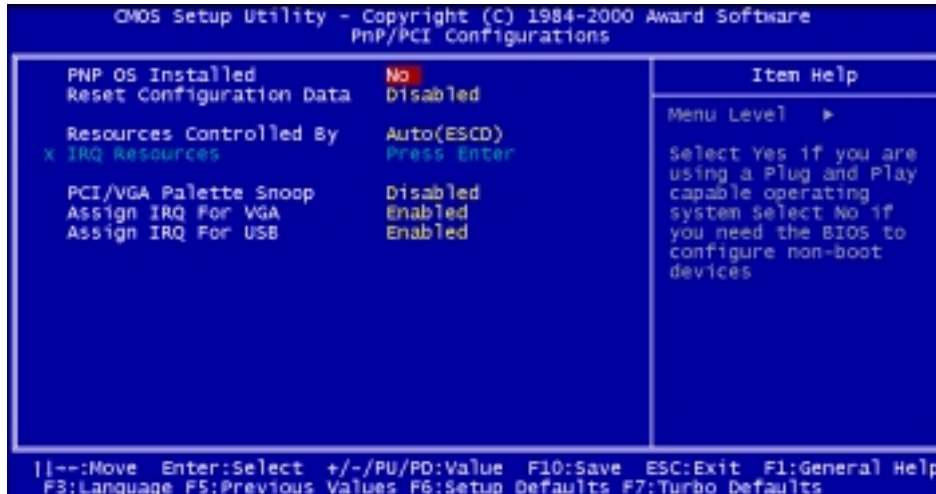 CMOS Setup Utility - Copyright (C) 1984-2000 Award Software
PnP/PCI Configurations
PNP OS Installed No
Reset Configuration Data Disabled
Resources Controlled By Auto(ESCD)
x IRQ Resources Press Enter
PCI/VGA Palette Snoop Disabled
Assign IRQ For VGA Enabled
Assign IRQ For USB Enabled
Item Help
Menu Level ►
Select Yes if you are
using a Plug and Play
capable operating
system Select No if
you need the BIOS to
configure non-boot
devices
:Move Enter:Select +/-/PU/PD:Value F10:Save ESC:Exit F1:General Help
F3:Language F5:Previous Values F6:Setup Defaults F7:Turbo Defaults